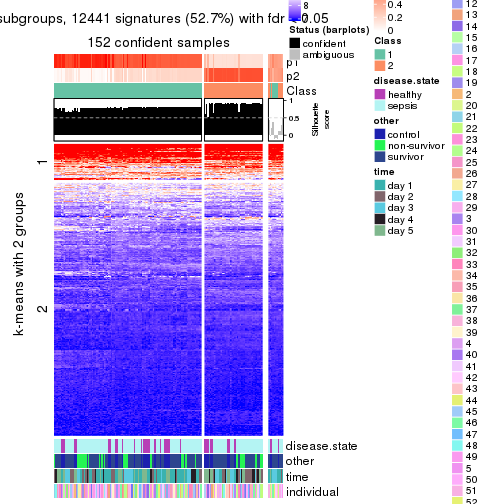 subgroups, 12441 signatures (52.7%) with fdr < 0.05
152 confident samples
p1
p2
Class
1
0.5
0
Silhouette
score
k-means with 2 groups
1
2
disease.state
other
time
individual
8
0
Status (barplots)
confident
ambiguous
0.4
0.2
0
Class
1
2
disease.state
healthy
sepsis
other
control
non-survivor
survivor
time
day 1
day 2
day 3
day 4
day 5
12
13
14
15
16
17
18
19
2
20
21
22
23
24
25
26
27
28
29
3
30
31
32
33
34
35
36
37
38
39
4
40
41
42
43
44
45
46
47
48
49
5
50
51
52